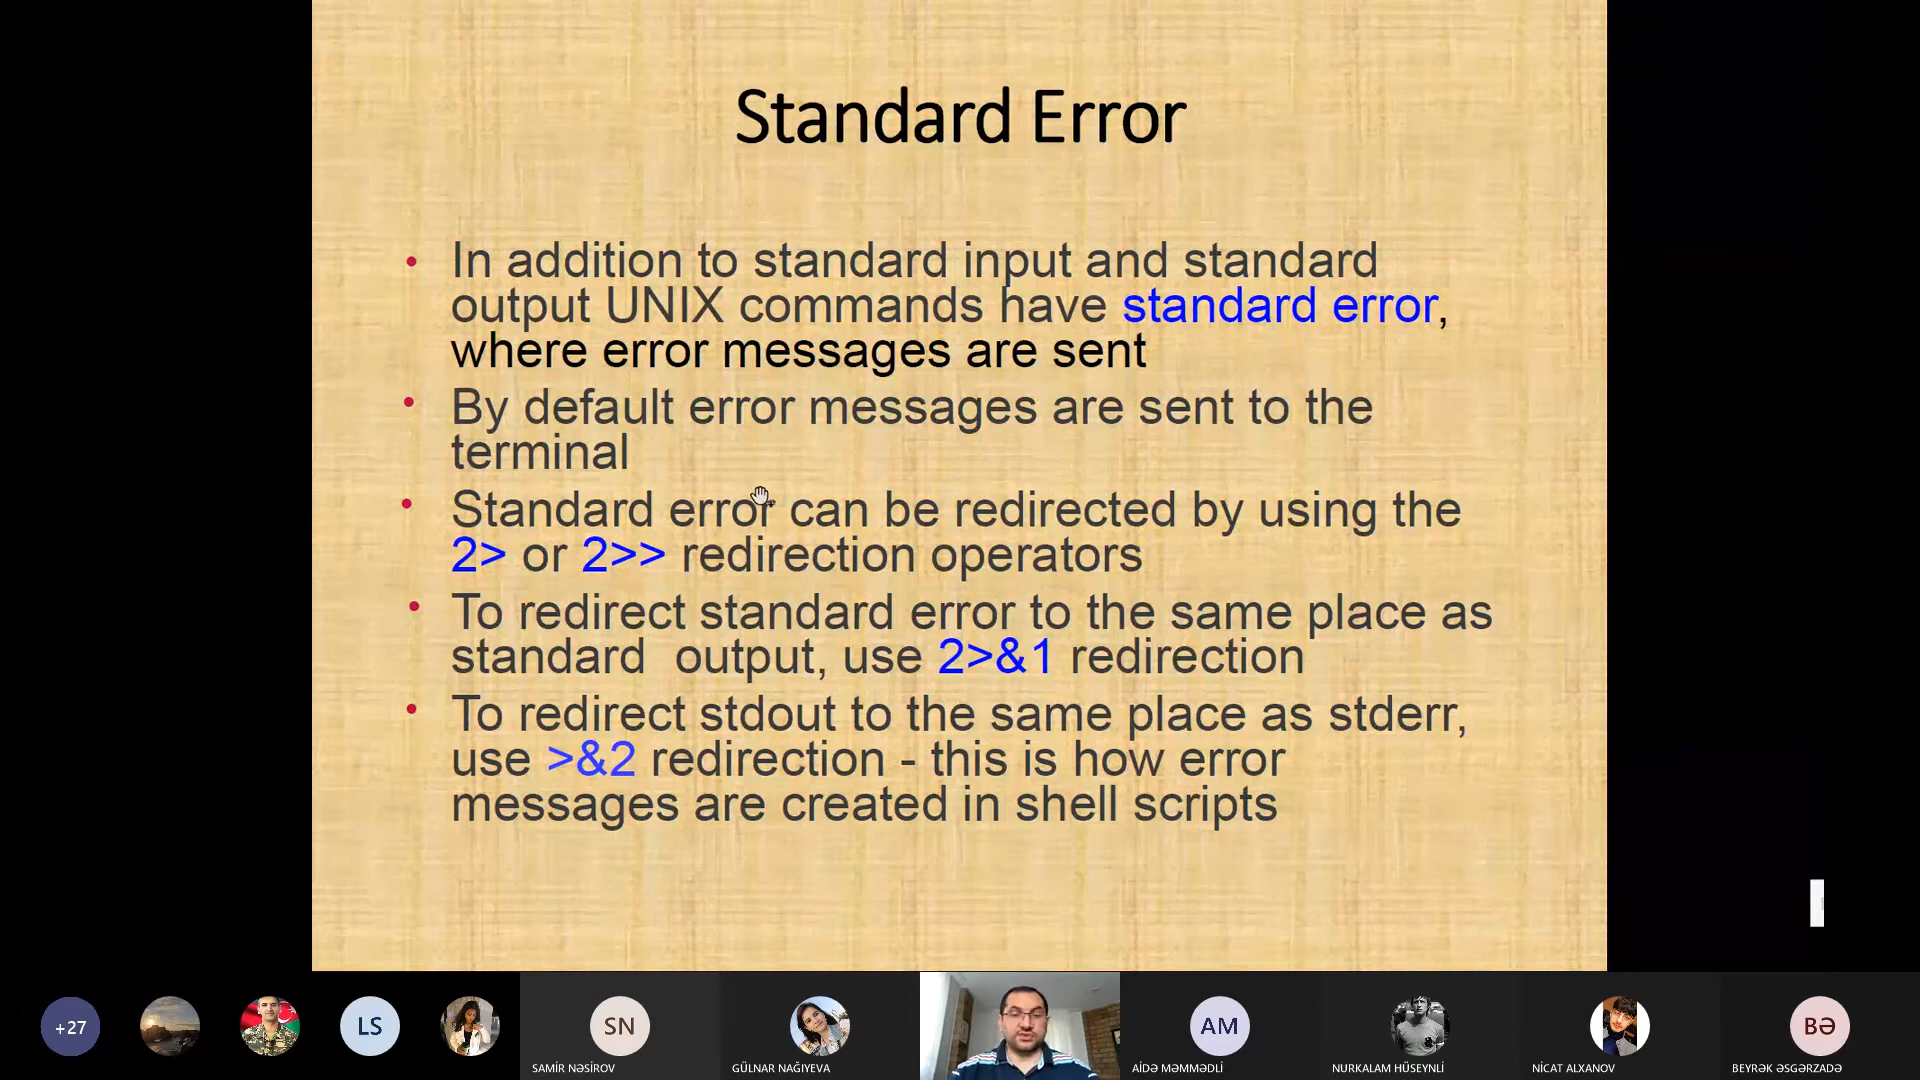 Standard Error
• In addition to standard input and standard
output UNIX commands have standard error,
where error messages are sent
• By default error messages are sent to the
terminal
• Standard error can be redirected by using the
2> or 2>> redirection operators
• To redirect standard error to the same place as
standard  output, use 2>&1 redirection
• To redirect stdout to the same place as stderr,
use >&2 redirection - this is how error
messages are created in shell scripts
+27
LS
SN
SAMİR NƏSİROV
GÜLNAR NAĞIYEVA
AM
AİDƏ MƏMMƏDLİ
NURKALAM HÜSEYNLİ
NİCAT ALXANOV
BƏ
BEYRƏK ƏSGƏRZADƏ